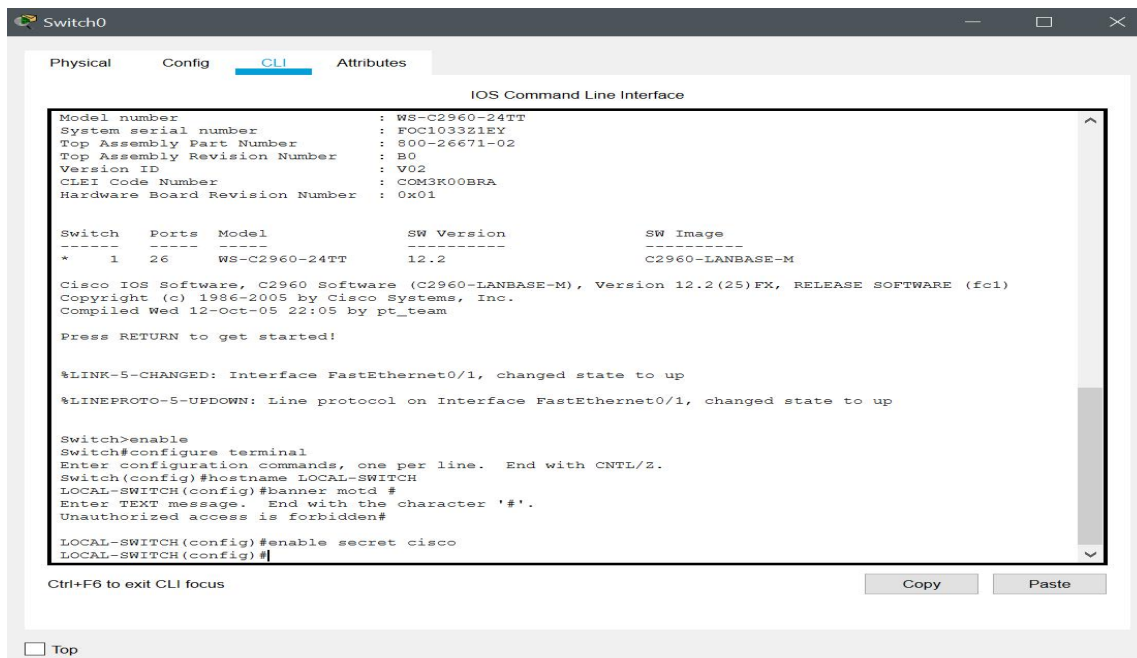 Switch0
Physical Config CLI Attributes
IOS Command Line Interface
Model number : WS-C2960-24TT
System serial number : FOC1033Z1EY
Top Assembly Part Number : 800-26671-02
Top Assembly Revision Number : B0
Version ID : V02
CLEI Code Number : COM3K00BRA
Hardware Board Revision Number : 0x01
Switch Ports Model SW Version SW Image
------ ----- ----- ---------- ----------
* 1 26 WS-C2960-24TT 12.2 C2960-LANBASE-M
Cisco IOS Software, C2960 Software (C2960-LANBASE-M), Version 12.2(25)FX, RELEASE SOFTWARE (fc1)
Copyright (c) 1986-2005 by Cisco Systems, Inc.
Compiled Wed 12-Oct-05 22:05 by pt_team
Press RETURN to get started!
%LINK-5-CHANGED: Interface FastEthernet0/1, changed state to up
%LINEPROTO-5-UPDOWN: Line protocol on Interface FastEthernet0/1, changed state to up
Switch>enable
Switch#configure terminal
Enter configuration commands, one per line. End with CNTL/Z.
Switch(config)#hostname LOCAL-SWITCH
LOCAL-SWITCH(config)#banner motd #
Enter TEXT message. End with the character '#'.
Unauthorized access is forbidden#
LOCAL-SWITCH(config)#enable secret cisco
LOCAL-SWITCH(config)#
Ctrl+F6 to exit CLI focus
Copy Paste
Top